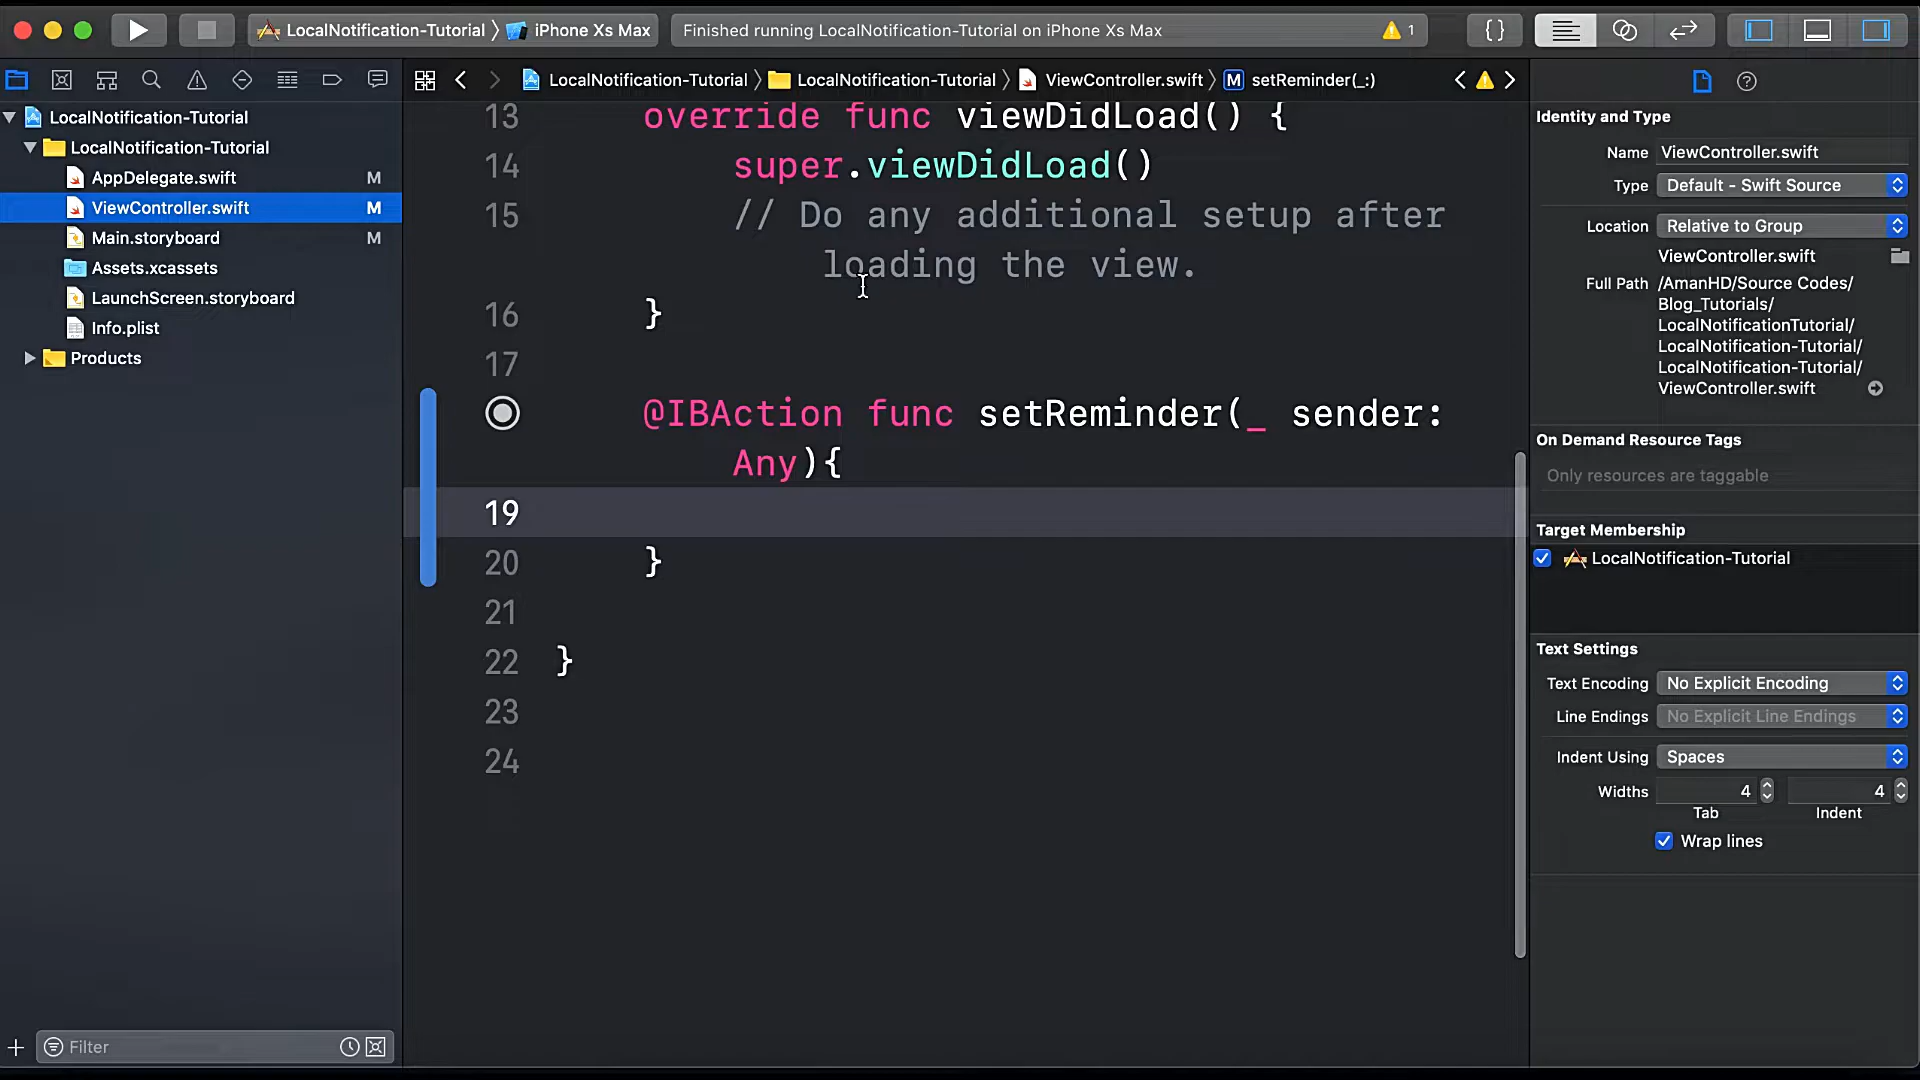 LocalNotification-Tutorial iPhone Xs Max
Finished running LocalNotification-Tutorial on iPhone Xs Max
1
{}
LocalNotification-Tutorial LocalNotification-Tutorial ViewController.swift M setReminder(_:)
LocalNotification-Tutorial
LocalNotification-Tutorial
AppDelegate.swift M
ViewController.swift M
Main.storyboard M
Assets.xcassets
LaunchScreen.storyboard
Info.plist
Products
Filter
13 override func viewDidLoad() {
14 super.viewDidLoad()
15 // Do any additional setup after
loading the view.
16 }
17
@IBAction func setReminder(_ sender:
Any){
19
20 }
21
22 }
23
24
Identity and Type
Name ViewController.swift
Type Default - Swift Source
Location Relative to Group
ViewController.swift
Full Path /AmanHD/Source Codes/
Blog_Tutorials/
LocalNotificationTutorial/
LocalNotification-Tutorial/
LocalNotification-Tutorial/
ViewController.swift
On Demand Resource Tags
Only resources are taggable
Target Membership
LocalNotification-Tutorial
Text Settings
Text Encoding No Explicit Encoding
Line Endings No Explicit Line Endings
Indent Using Spaces
Widths 4 4
Tab Indent
Wrap lines